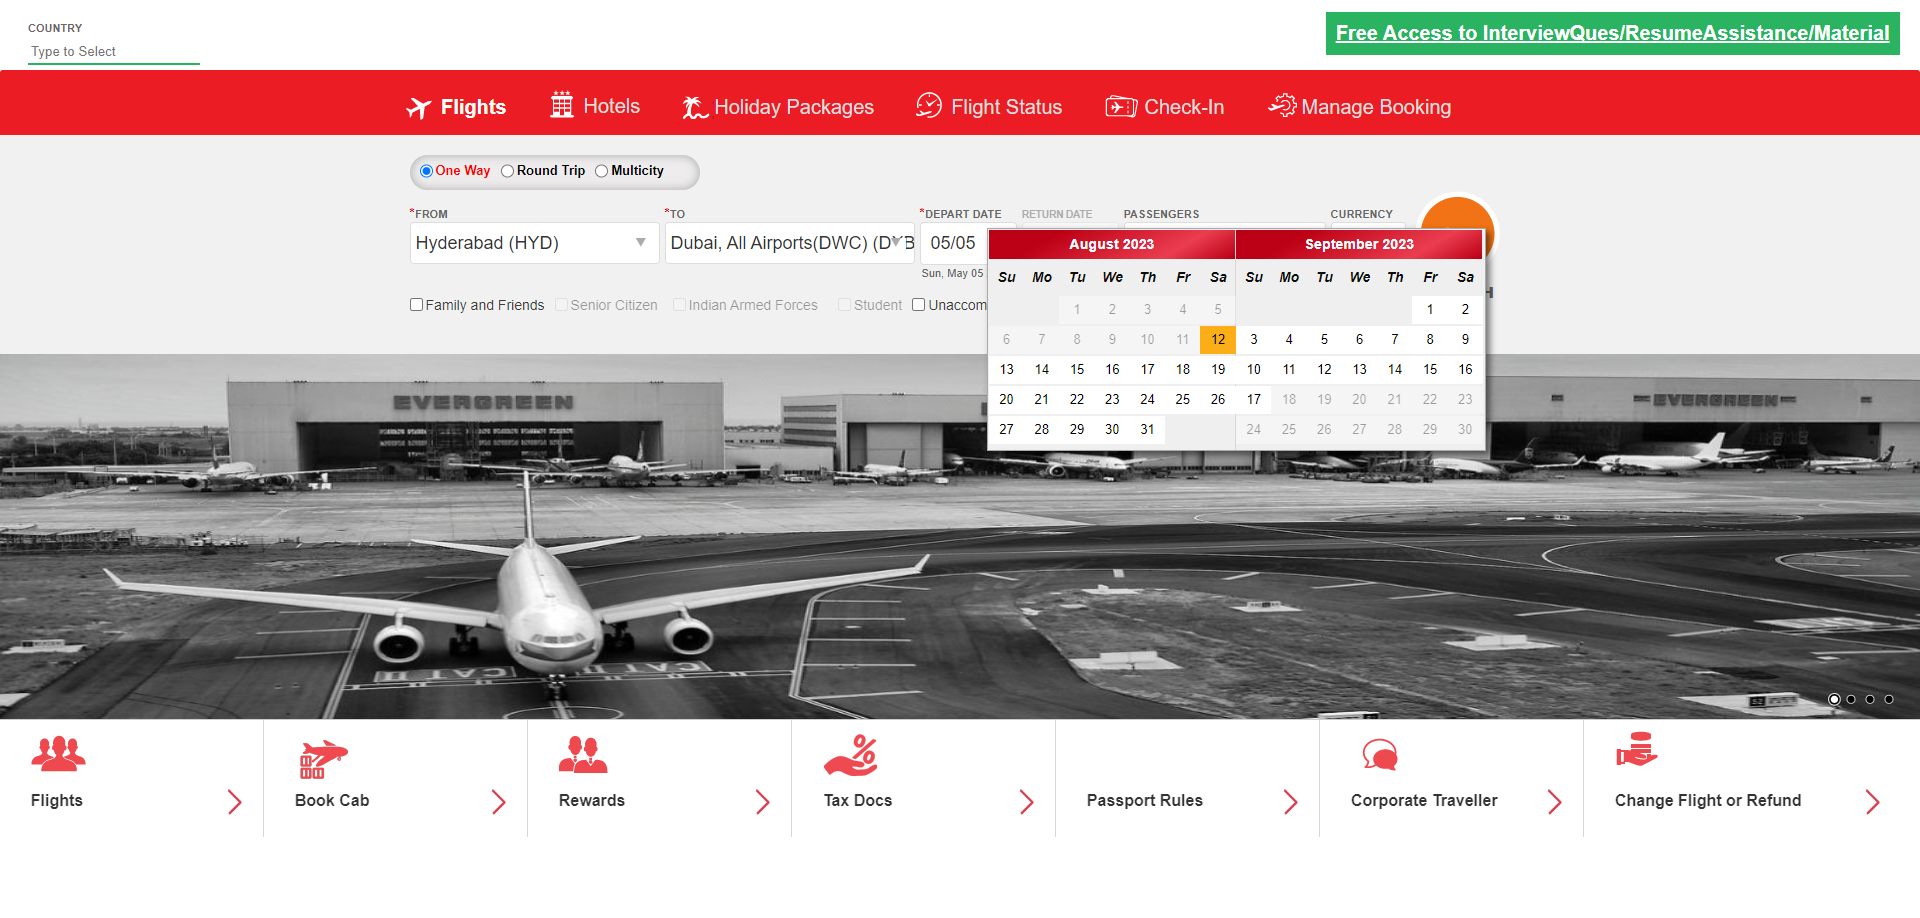 COUNTRY
Type to Select
Free Access to InterviewQues/ResumeAssistance/Material
Flights
Hotels
Holiday Packages
Flight Status
Check-In
Manage Booking
One Way Round Trip Multicity
*FROM
*TO
*DEPART DATE
RETURN DATE
PASSENGERS
CURRENCY
Hyderabad (HYD)
Dubai, All Airports(DWC)
05/05
Sun, May 05
Family and Friends
Senior Citizen
Indian Armed Forces
Student
Unaccom
H
August 2023
Su Mo Tu We Th Fr Sa
1 2 3 4 5
6 7 8 9 10 11 12
13 14 15 16 17 18 19
20 21 22 23 24 25 26
27 28 29 30 31
September 2023
Su Mo Tu We Th Fr Sa
1 2
3 4 5 6 7 8 9
10 11 12 13 14 15 16
17 18 19 20 21 22 23
24 25 26 27 28 29 30
EVERGREEN
EVERGREEN
CAT II
CAT II
Flights
Book Cab
Rewards
Tax Docs
Passport Rules
Corporate Traveller
Change Flight or Refund